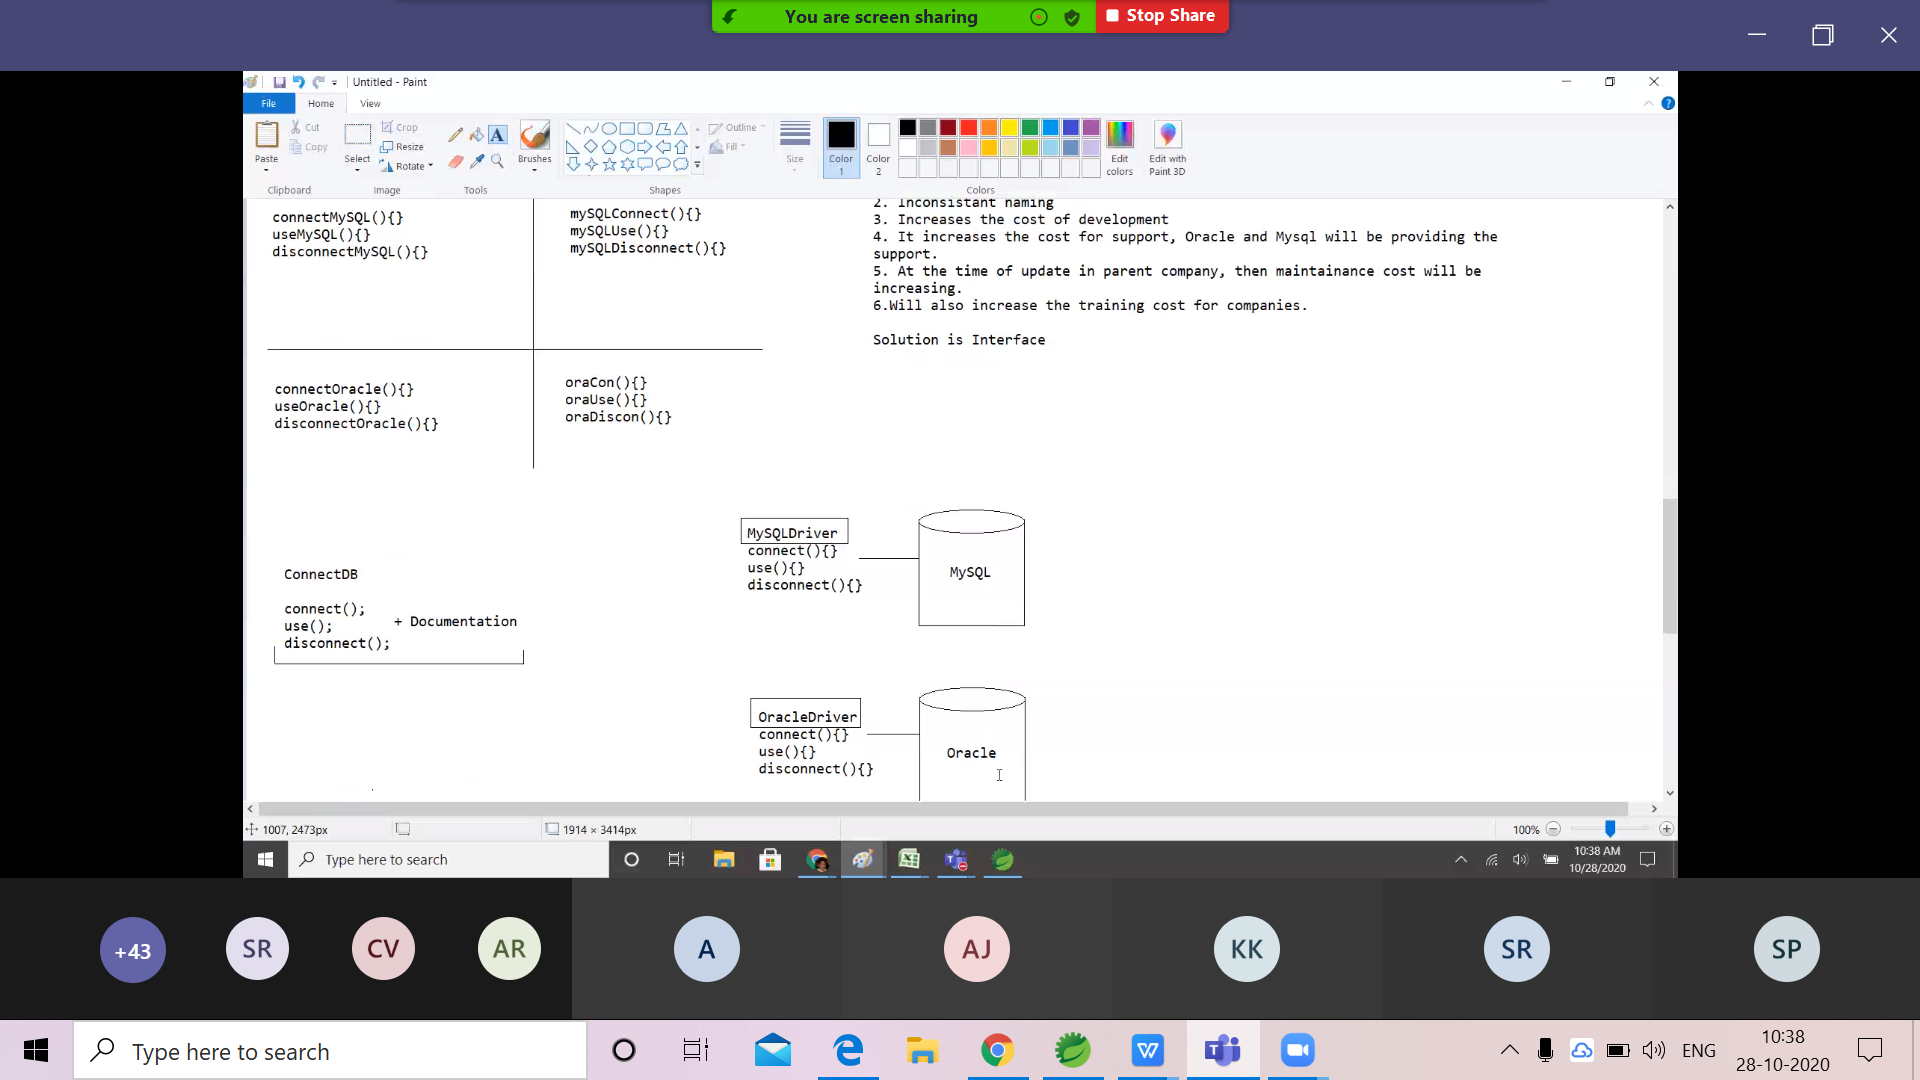 You are screen sharing
Stop Share
Untitled - Paint
File
Home
View
Paste
Cut
Copy
Clipboard
Select
Crop
Resize
Rotate
Image
A
Tools
Brushes
Shapes
Outline
Fill
Size
Color
1
Color
2
Edit
colors
Edit with
Paint 3D
Colors
connectMySQL(){}
useMySQL(){}
disconnectMySQL(){}
mySQLConnect(){}
mySQLUse(){}
mySQLDisconnect(){}
2. Inconsistant naming
3. Increases the cost of development
4. It increases the cost for support, Oracle and Mysql will be providing the
support.
5. At the time of update in parent company, then maintainance cost will be
increasing.
6.Will also increase the training cost for companies.
Solution is Interface
connectOracle(){}
useOracle(){}
disconnectOracle(){}
oraCon(){}
oraUse(){}
oraDiscon(){}
ConnectDB
connect();
use();
disconnect();
+ Documentation
MySQLDriver
connect(){}
use(){}
disconnect(){}
MySQL
OracleDriver
connect(){}
use(){}
disconnect(){}
Oracle
1007, 2473px
1914 × 3414px
100%
Type here to search
10:38 AM
10/28/2020
+43
SR
CV
AR
A
AJ
KK
SR
SP
Type here to search
ENG
10:38
28-10-2020